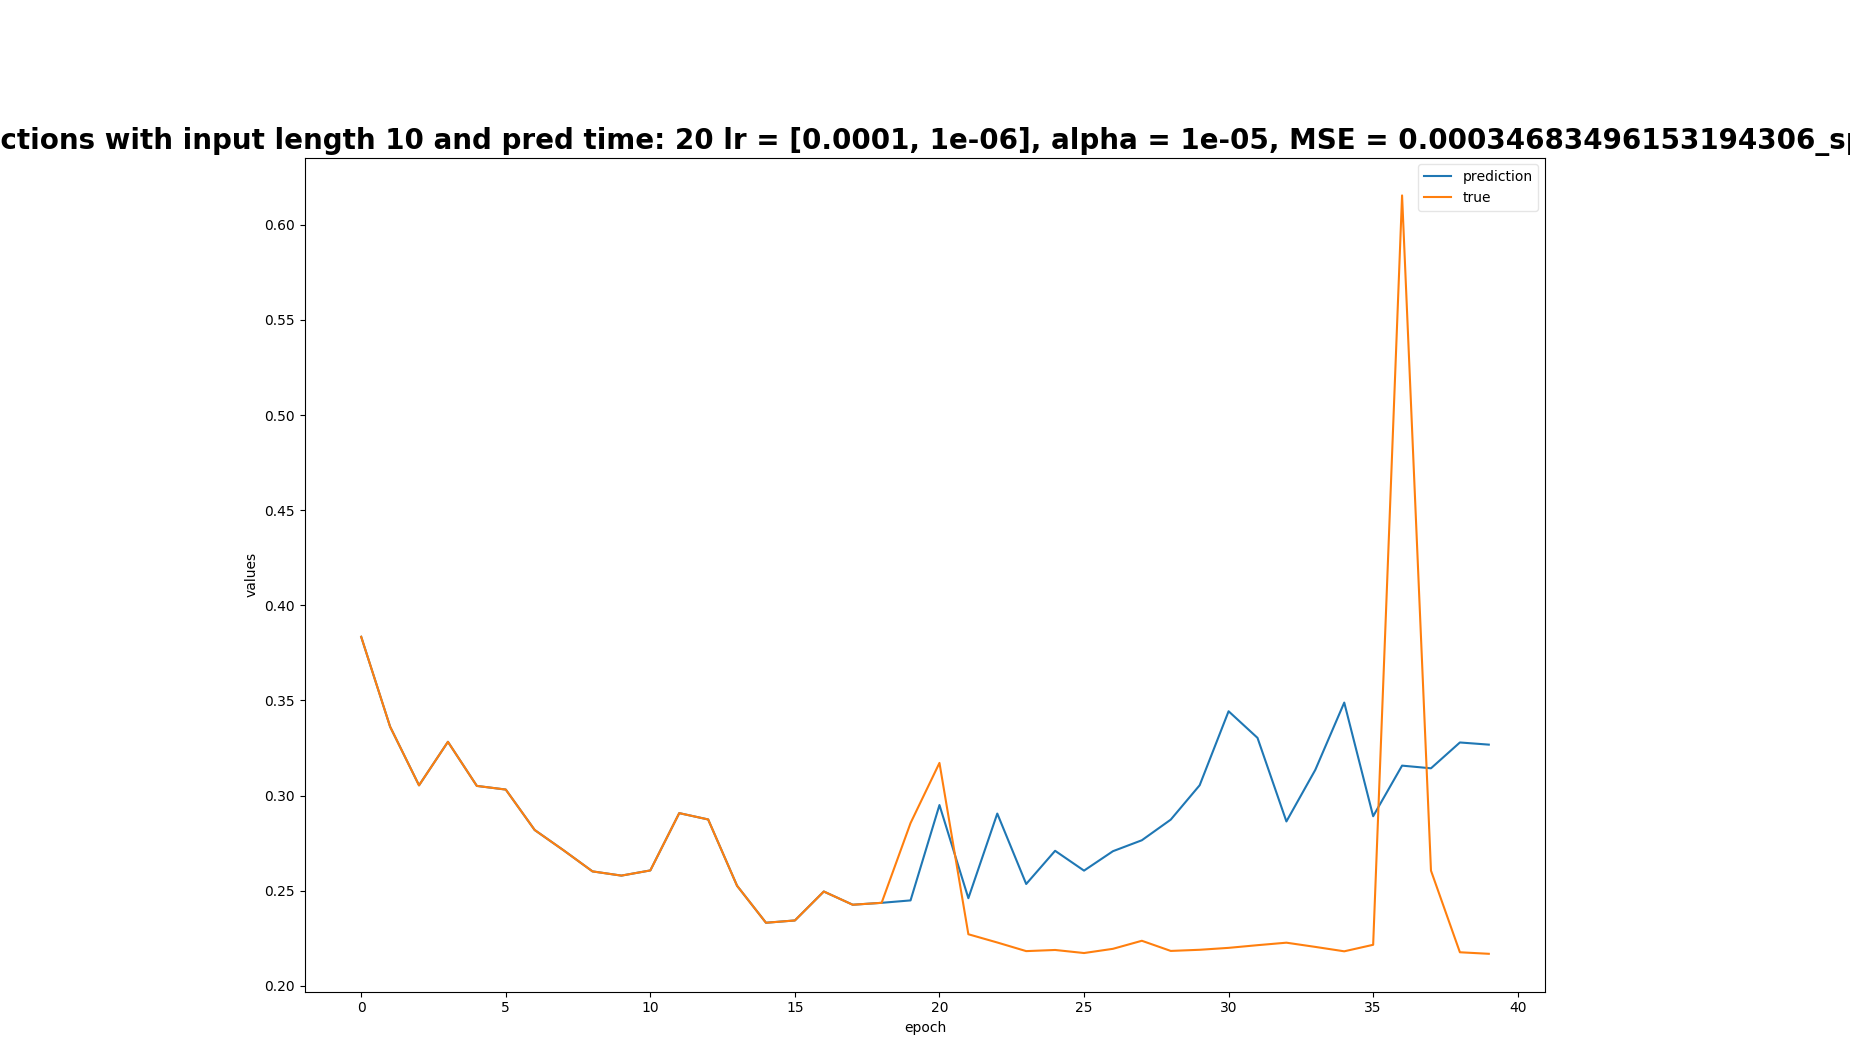 ctions with input length 10 and pred time: 20 lr = [0.0001, 1e-06], alpha = 1e-05, MSE = 0.00034683496153194306_sp
prediction
true
0.60
0.55
0.50
0.45
0.40
0.35
0.30
0.25
0.20
values
0 5 10 15 20 25 30 35 40
epoch